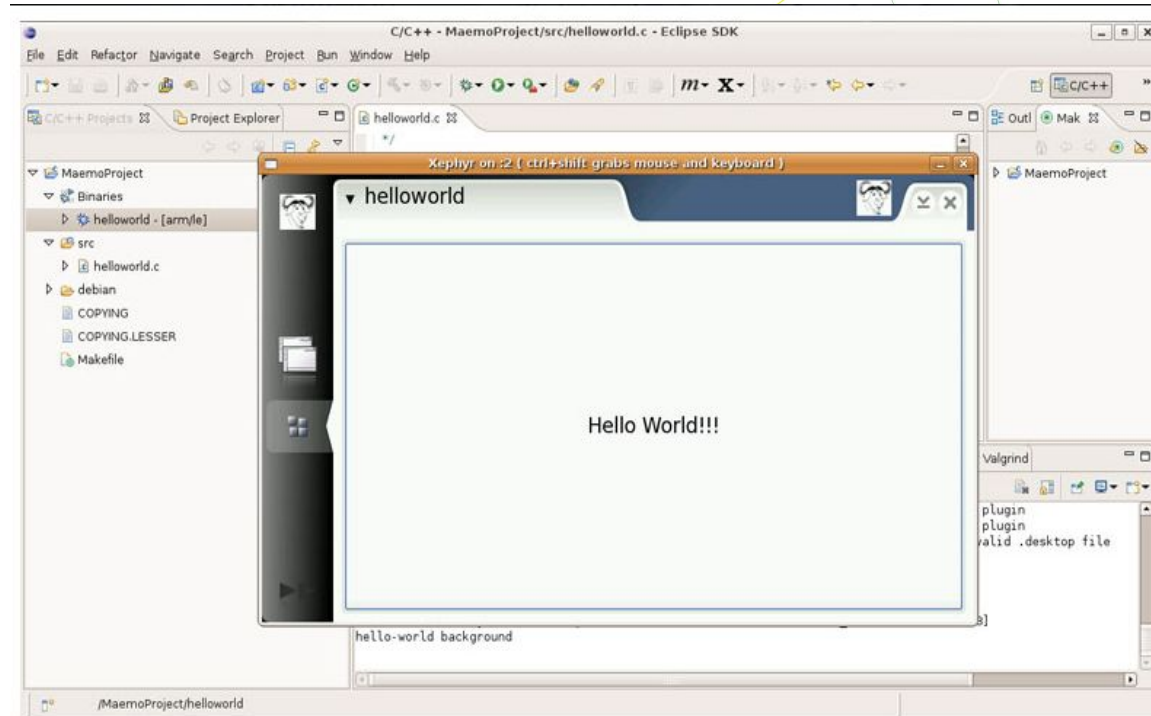 C/C++ - MaemoProject/src/helloworld.c - Eclipse SDK
File Edit Refactor Navigate Search Project Run Window Help
C/C++
C/C++ Projects Project Explorer
helloworld.c
Outl Mak
*/
Xephyr on :2 ( ctrl+shift grabs mouse and keyboard )
MaemoProject
Binaries
helloworld - [arm/le]
src
helloworld.c
debian
COPYING
COPYING.LESSER
Makefile
helloworld
Hello World!!!
MaemoProject
Valgrind
plugin
plugin
valid .desktop file
hello-world background
/MaemoProject/helloworld